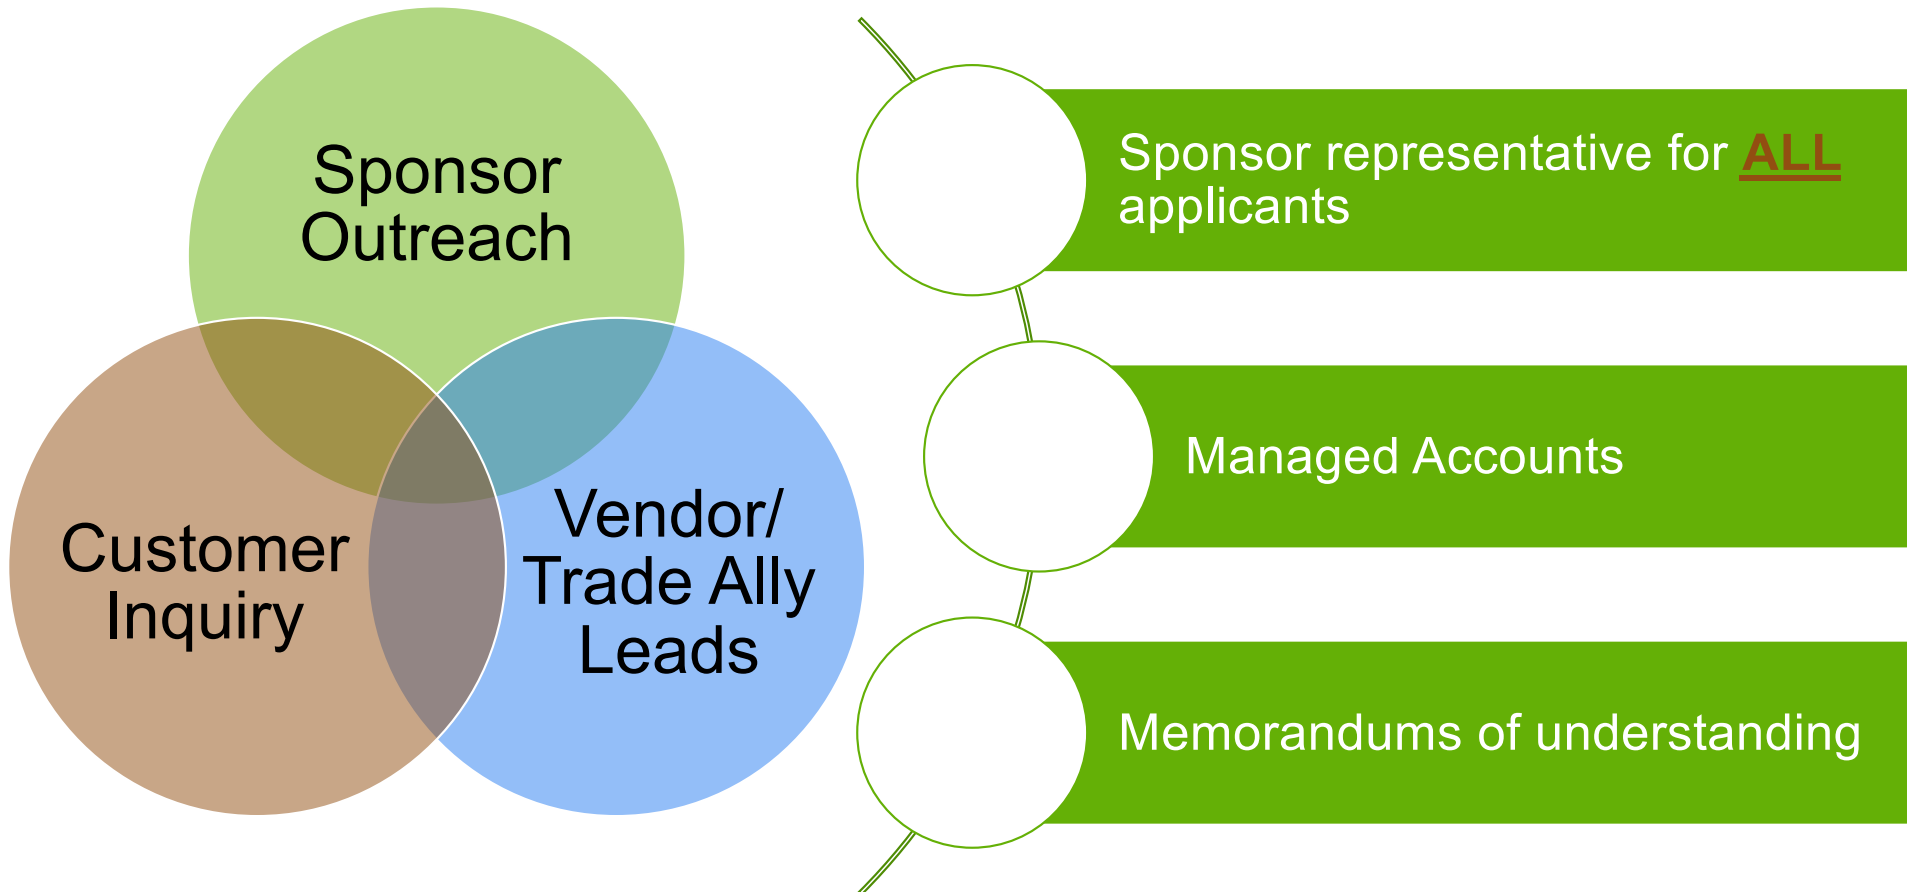 Sponsor
Outreach
Customer
Inquiry
Vendor/
Trade Ally
Leads
Sponsor representative for ALL
applicants
Managed Accounts
Memorandums of understanding